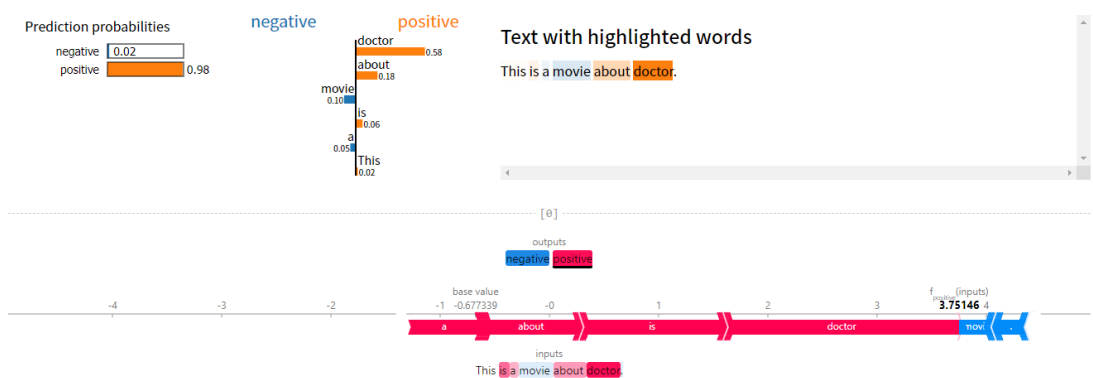 Prediction probabilities
negative 0.02
positive 0.98
negative positive
doctor
0.58
about
0.18
movie
0.10
is
0.06
a
0.05
This
0.02
Text with highlighted words
This is a movie about doctor.
[0]
outputs
negative positive
base value f positive(inputs)
-4 -3 -2 -1 -0.677339 -0 1 2 3 3.75146 4
a about is doctor movi .
inputs
This is a movie about doctor.